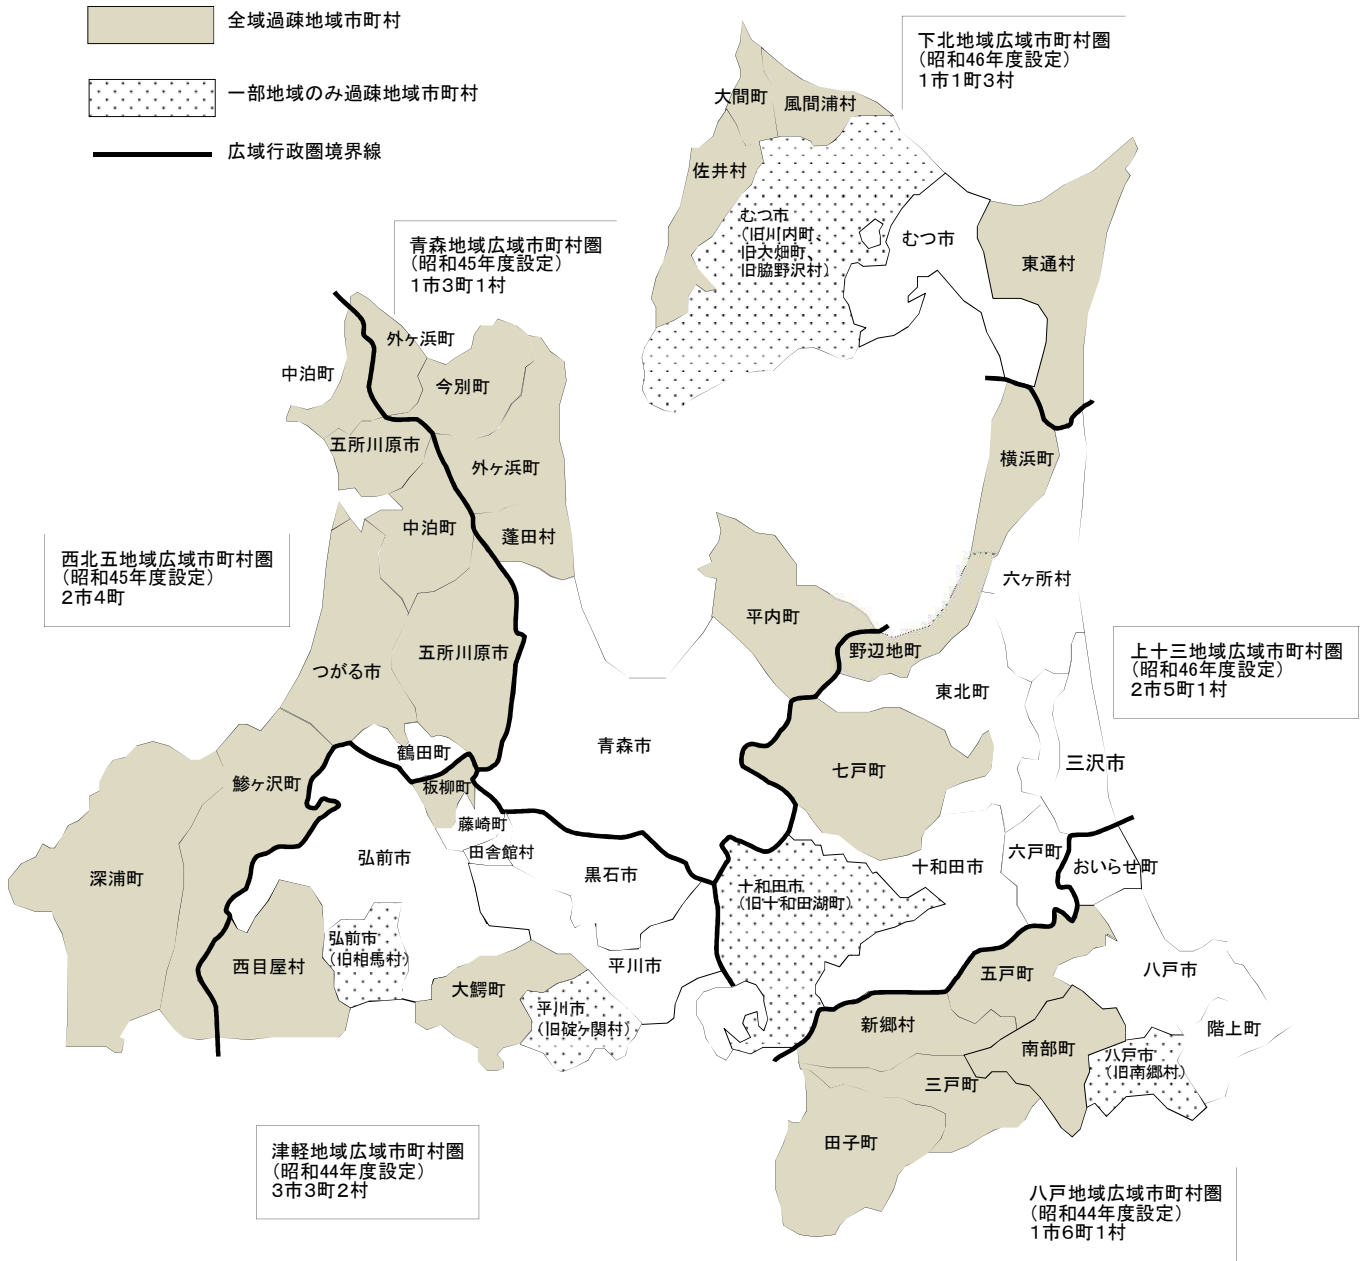 全域過疎地域市町村
一部地域のみ過疎地域市町村
広域行政圏境界線
下北地域広域市町村圏
(昭和46年度設定)
1市1町3村
大間町
風間浦村
佐井村
むつ市
(旧川内町、
旧大畑町、
旧脇野沢村)
むつ市
東通村
青森地域広域市町村圏
(昭和45年度設定)
1市3町1村
外ヶ浜町
中泊町
今別町
五所川原市
外ヶ浜町
横浜町
中泊町
蓬田村
西北五地域広域市町村圏
(昭和45年度設定)
2市4町
六ヶ所村
平内町
野辺地町
五所川原市
つがる市
上十三地域広域市町村圏
(昭和46年度設定)
2市5町1村
東北町
青森市
鶴田町
七戸町
三沢市
鰺ヶ沢町
板柳町
藤崎町
田舎館村
弘前市
黒石市
十和田市
六戸町
おいらせ町
深浦町
十和田市
(旧十和田湖町)
弘前市
(旧相馬村)
西目屋村
平川市
大鰐町
五戸町
八戸市
平川市
(旧碇ヶ関村)
新郷村
階上町
南部町
八戸市
(旧南郷村)
三戸町
田子町
津軽地域広域市町村圏
(昭和44年度設定)
3市3町2村
八戸地域広域市町村圏
(昭和44年度設定)
1市6町1村